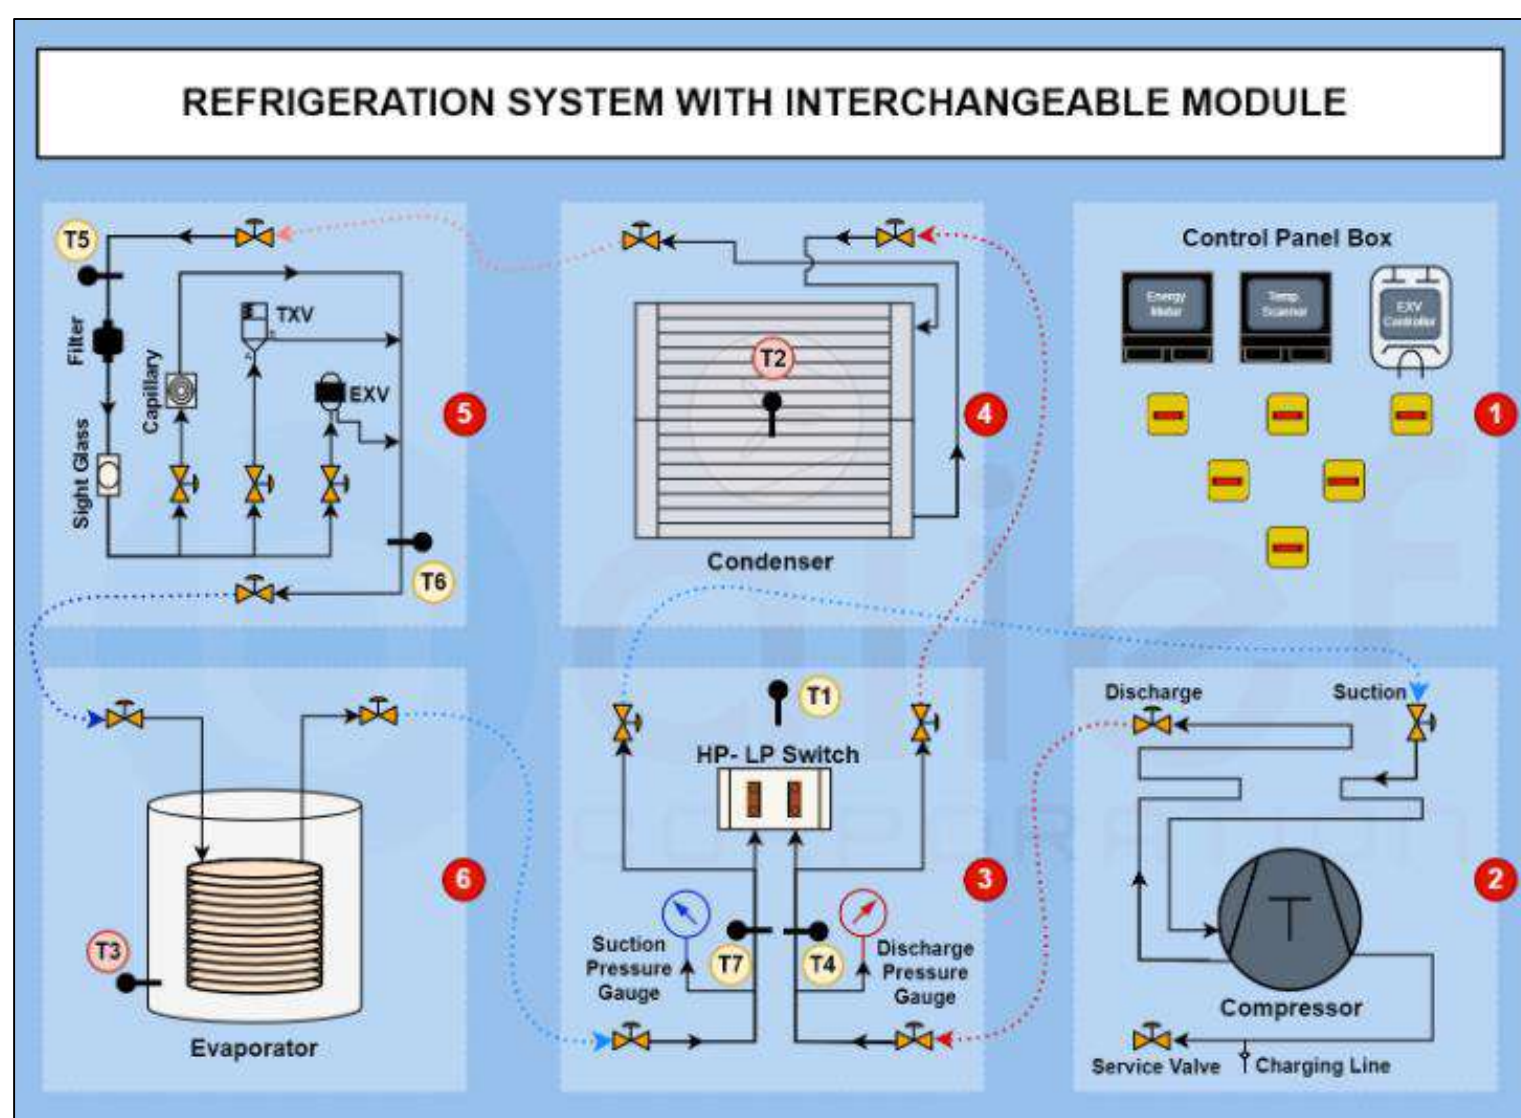 REFRIGERATION SYSTEM WITH INTERCHANGEABLE MODULE
T5
Filter
Sight Glass
Capillary
TXV
EXV
5
T6
T2
4
Condenser
Control Panel Box
Energy
Meter
Temp.
Scanner
EXV
Controller
1
T3
6
Evaporator
T1
HP- LP Switch
3
Suction
Pressure
Gauge
T7
T4
Discharge
Pressure
Gauge
Discharge
Suction
2
Compressor
Service Valve
Charging Line
CORPORATION